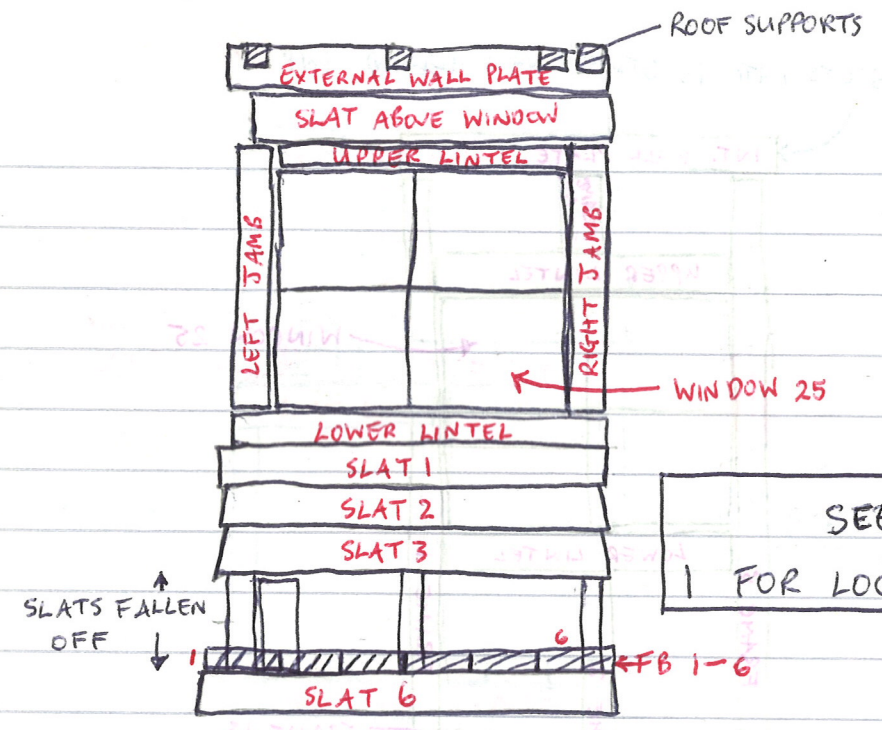 ROOF SUPPORTS
EXTERNAL WALL PLATE
SLAT ABOVE WINDOW
UPPER LINTEL
LEFT JAMB
RIGHT JAMB
WINDOW 25
LOWER LINTEL
SLAT 1
SLAT 2
SLAT 3
SEE
1 FOR LOC
SLATS FALLEN
OFF
1
6
FB 1-6
SLAT 6